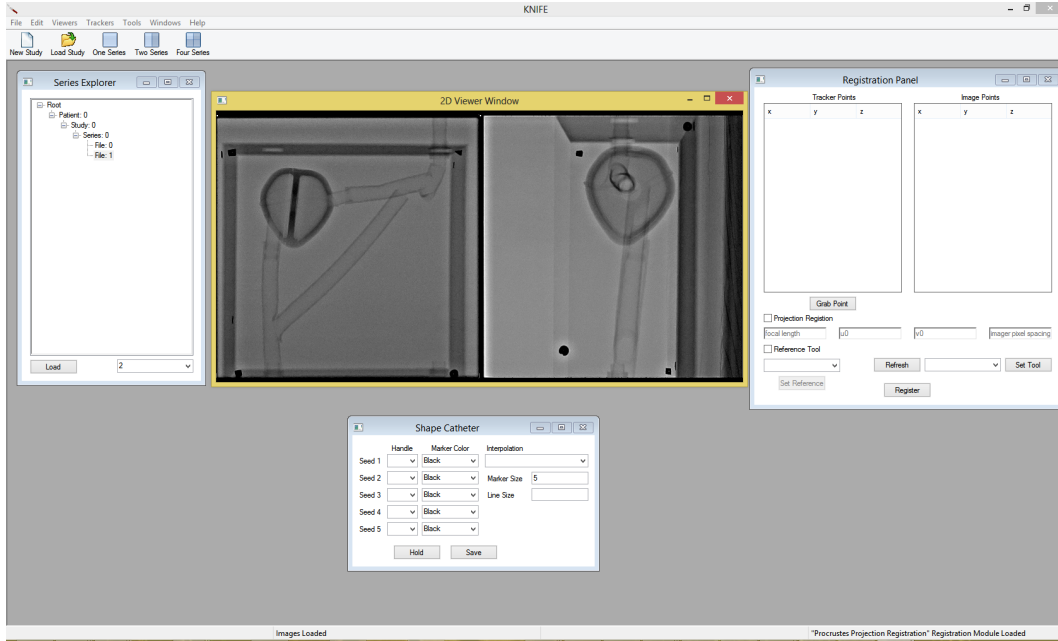 KNIFE
File Edit Viewers Trackers Tools Windows Help
New Study Load Study One Series Two Series Four Series
Series Explorer
Root
Patient: 0
Study: 0
Series: 0
File: 0
File: 1
Load 2
2D Viewer Window
Registration Panel
Tracker Points Image Points
x y z x y z
Grab Point
Projection Registion
focal length u0 v0 imager pixel spacing
Reference Tool
Refresh Set Tool
Set Reference
Register
Shape Catheter
Handle Marker Color Interpolation
Seed 1 Black
Seed 2 Black Marker Size 5
Seed 3 Black Line Size
Seed 4 Black
Seed 5 Black
Hold Save
Images Loaded "Procrustes Projection Registration" Registration Module Loaded